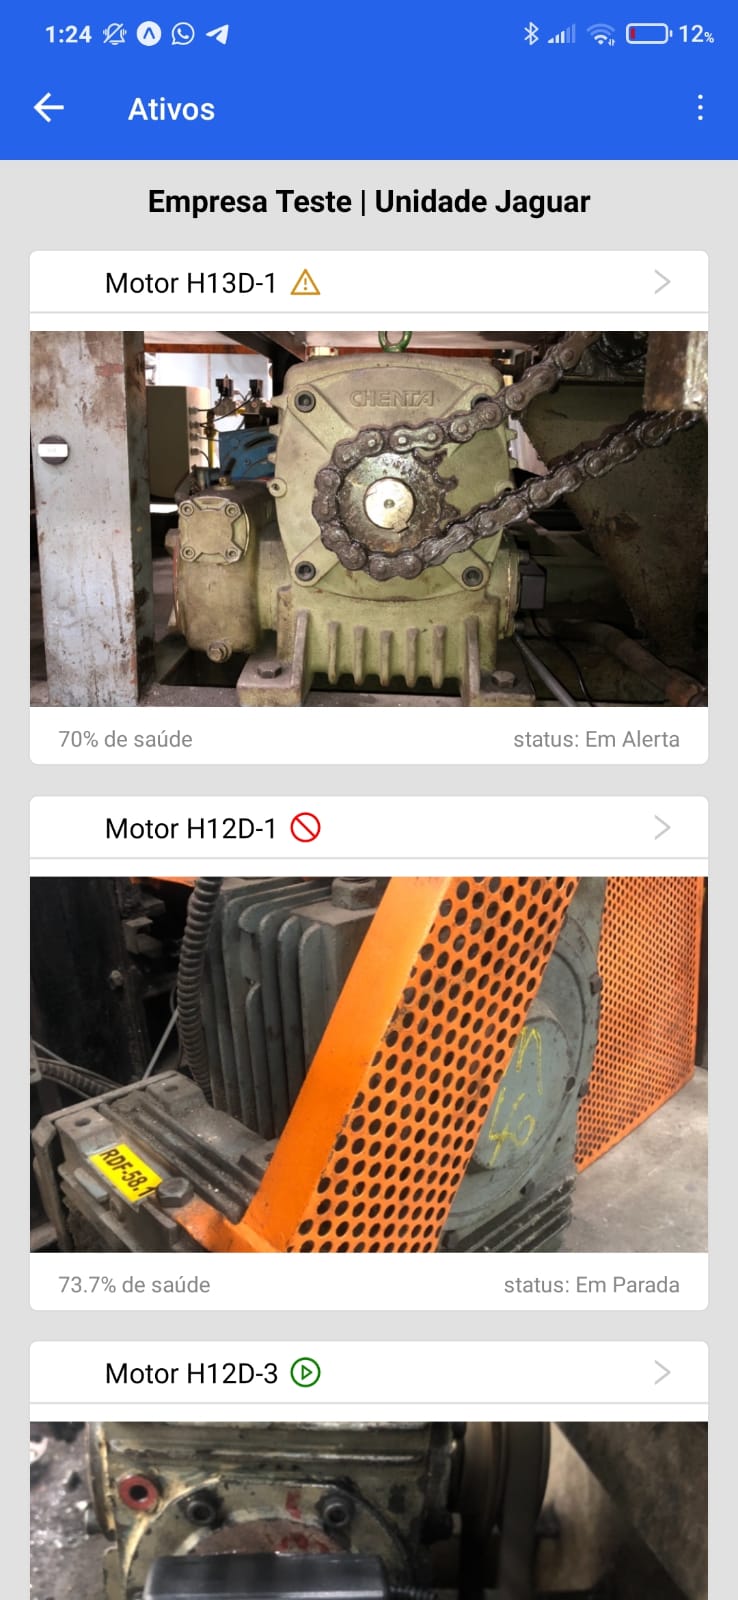 1:24
12%
Ativos
Empresa Teste | Unidade Jaguar
Motor H13D-1
CHENTA
70% de saúde
status: Em Alerta
Motor H12D-1
RDF-58.1
73.7% de saúde
status: Em Parada
Motor H12D-3